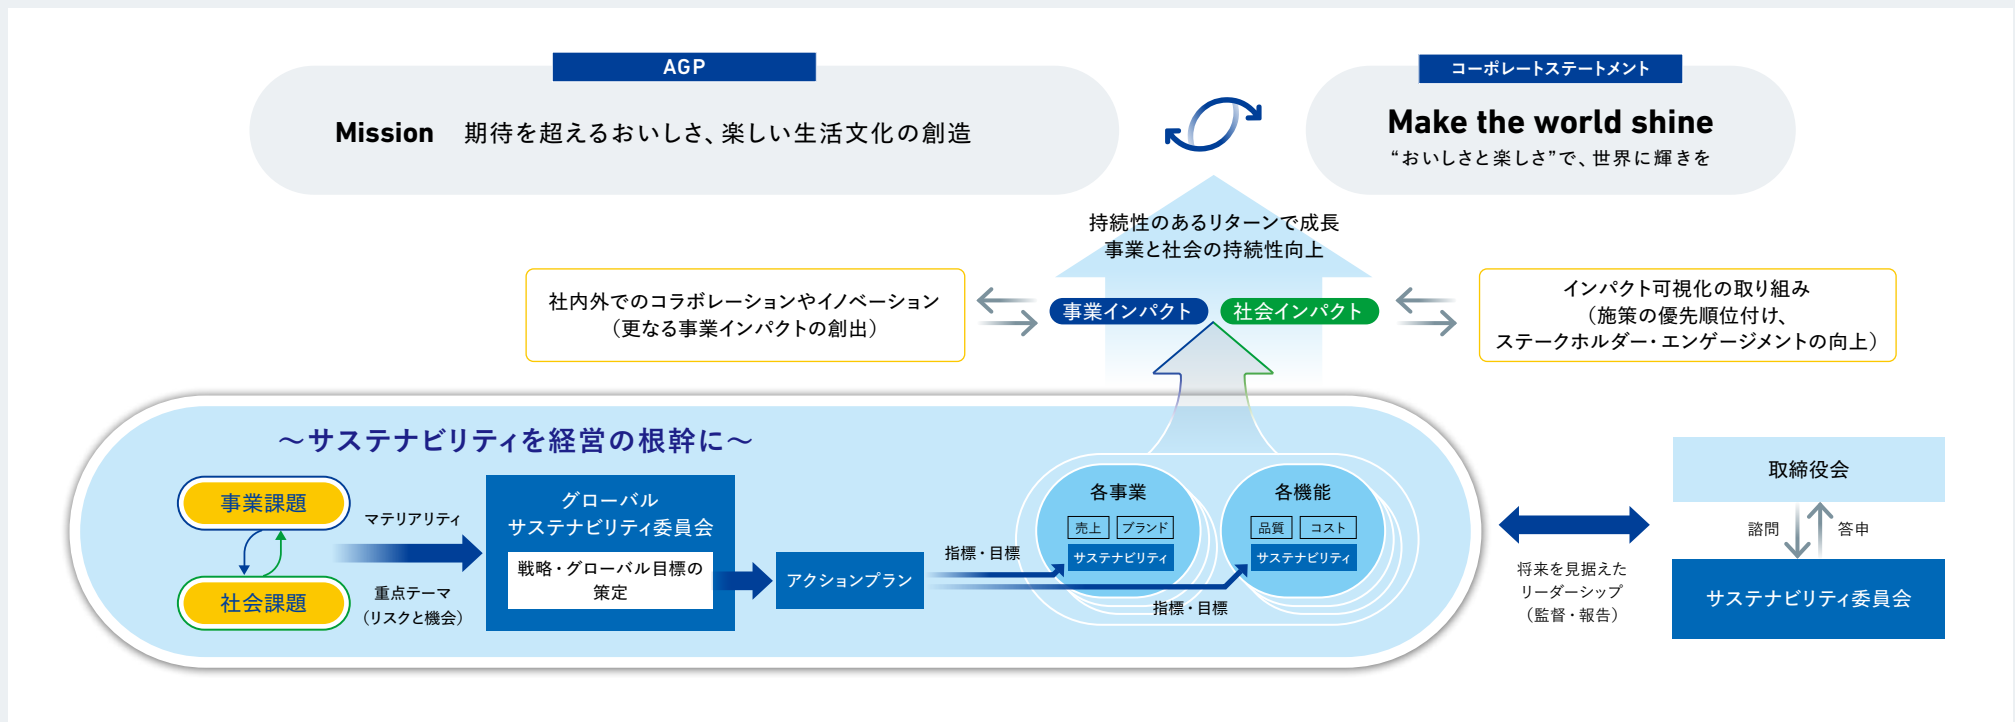 AGP
Mission 期待を超えるおいしさ、楽しい生活文化の創造
コーポレートステートメント
Make the world shine
“おいしさと楽しさ”で、世界に輝きを
持続性のあるリターンで成長
事業と社会の持続性向上
社内外でのコラボレーションやイノベーション
（更なる事業インパクトの創出）
事業インパクト
社会インパクト
インパクト可視化の取り組み
（施策の優先順位付け、
ステークホルダー・エンゲージメントの向上）
～サステナビリティを経営の根幹に～
事業課題
社会課題
マテリアリティ
重点テーマ
（リスクと機会）
グローバル
サステナビリティ委員会
戦略・グローバル目標の
策定
アクションプラン
指標・目標
指標・目標
各事業
売上
ブランド
サステナビリティ
各機能
品質
コスト
サステナビリティ
将来を見据えた
リーダーシップ
（監督・報告）
取締役会
諮問
答申
サステナビリティ委員会